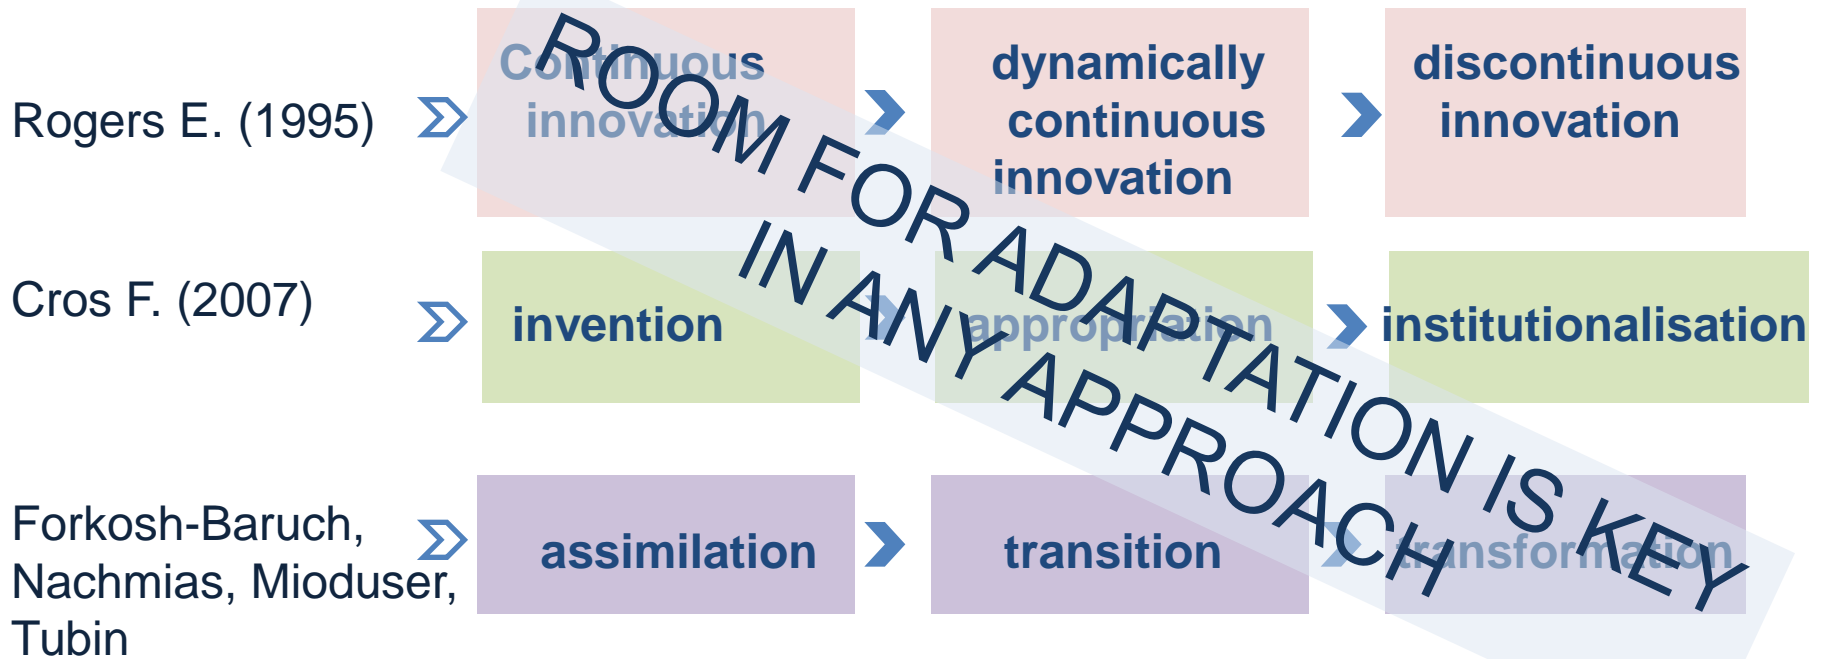 Rogers E. (1995)
Continuous
innovation
dynamically
continuous
innovation
discontinuous
innovation
Cros F. (2007)
invention
appropriation
institutionalisation
Forkosh-Baruch,
Nachmias, Mioduser,
Tubin
assimilation
transition
transformation
ROOM FOR ADAPTATION IS KEY
IN ANY APPROACH